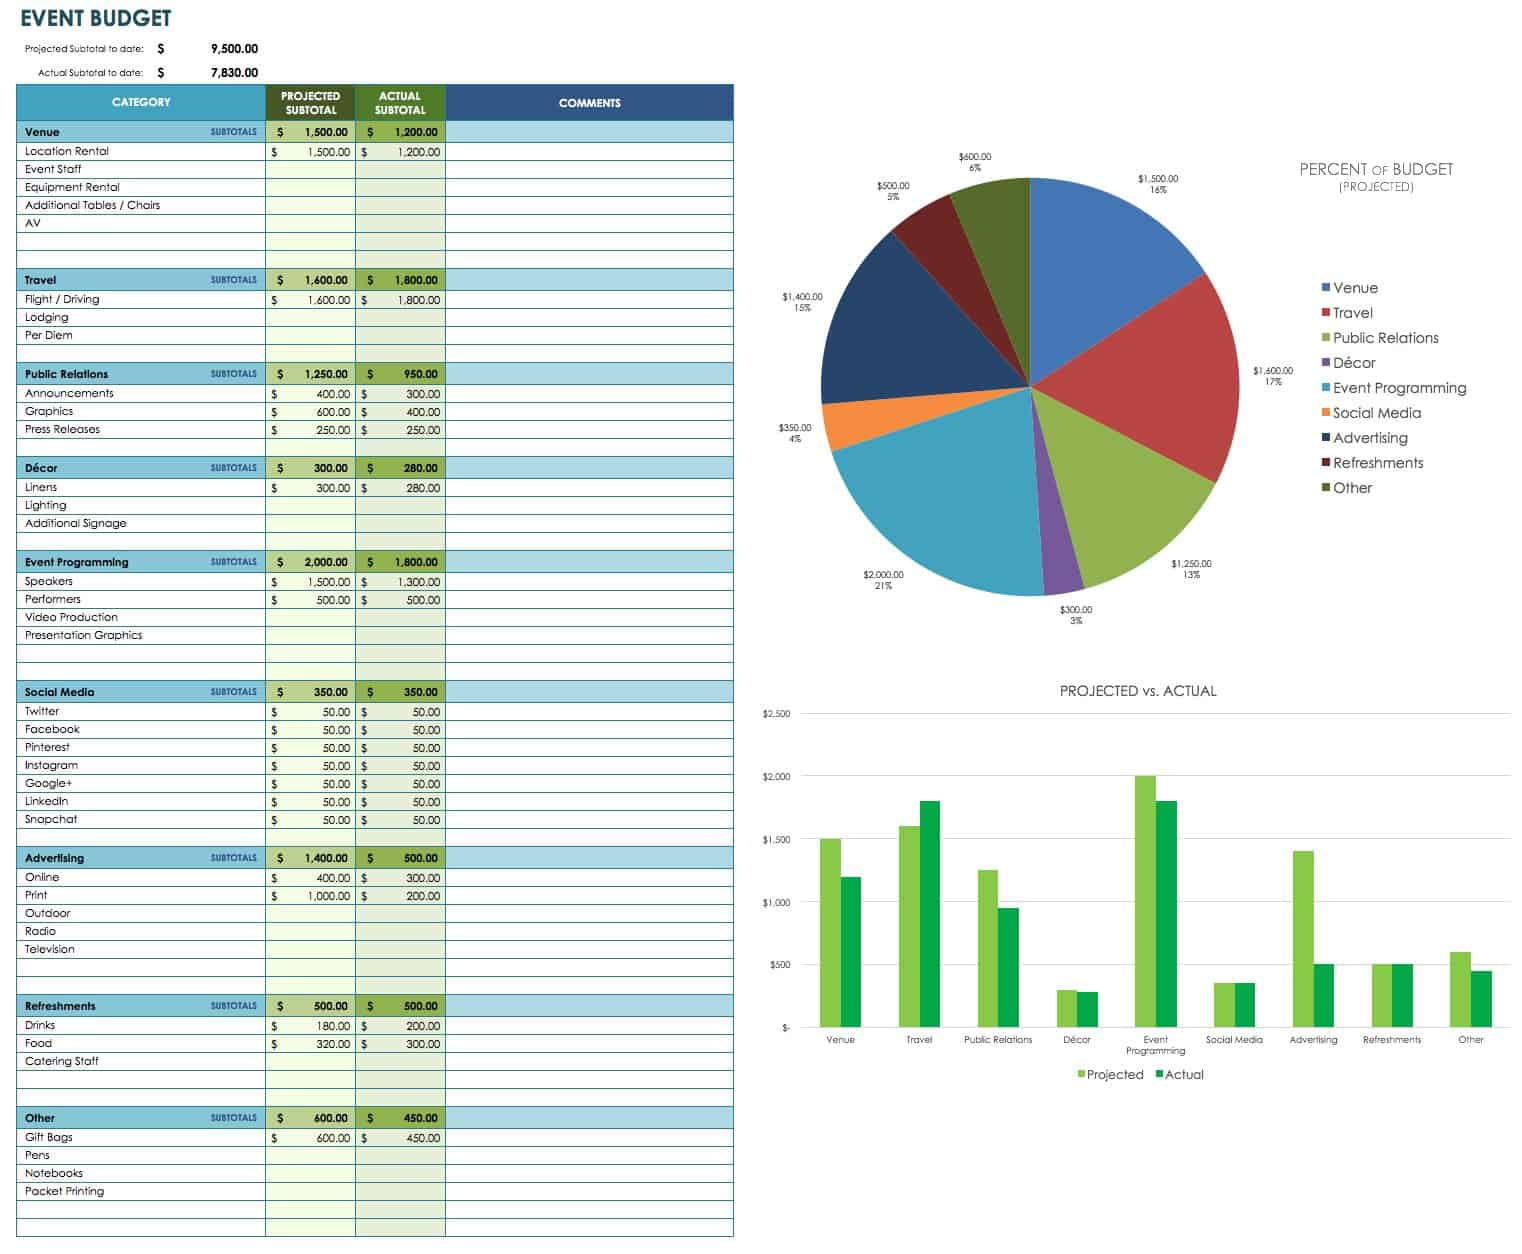 EVENT BUDGET
Projected Subtotal to date: $ 9,500.00
Actual Subtotal to date: $ 7,830.00
CATEGORY PROJECTED SUBTOTAL ACTUAL SUBTOTAL COMMENTS
Venue SUBTOTALS $ 1,500.00 $ 1,200.00
Location Rental $ 1,500.00 $ 1,200.00
Event Staff
Equipment Rental
Additional Tables / Chairs
AV
Travel SUBTOTALS $ 1,600.00 $ 1,800.00
Flight / Driving $ 1,600.00 $ 1,800.00
Lodging
Per Diem
Public Relations SUBTOTALS $ 1,250.00 $ 950.00
Announcements $ 400.00 $ 300.00
Graphics $ 600.00 $ 400.00
Press Releases $ 250.00 $ 250.00
Décor SUBTOTALS $ 300.00 $ 280.00
Linens $ 300.00 $ 280.00
Lighting
Additional Signage
Event Programming SUBTOTALS $ 2,000.00 $ 1,800.00
Speakers $ 1,500.00 $ 1,300.00
Performers $ 500.00 $ 500.00
Video Production
Presentation Graphics
Social Media SUBTOTALS $ 350.00 $ 350.00
Twitter $ 50.00 $ 50.00
Facebook $ 50.00 $ 50.00
Pinterest $ 50.00 $ 50.00
Instagram $ 50.00 $ 50.00
Google+ $ 50.00 $ 50.00
LinkedIn $ 50.00 $ 50.00
Snapchat $ 50.00 $ 50.00
Advertising SUBTOTALS $ 1,400.00 $ 500.00
Online $ 400.00 $ 300.00
Print $ 1,000.00 $ 200.00
Outdoor
Radio
Television
Refreshments SUBTOTALS $ 500.00 $ 500.00
Drinks $ 180.00 $ 200.00
Food $ 320.00 $ 300.00
Catering Staff
Other SUBTOTALS $ 600.00 $ 450.00
Gift Bags $ 600.00 $ 450.00
Pens
Notebooks
Packet Printing
PERCENT OF BUDGET
(PROJECTED)
$1,500.00
16%
$1,600.00
17%
$1,250.00
13%
$300.00
3%
$2,000.00
21%
$350.00
4%
$1,400.00
15%
$500.00
5%
$600.00
6%
Venue
Travel
Public Relations
Décor
Event Programming
Social Media
Advertising
Refreshments
Other
PROJECTED vs. ACTUAL
$2,500
$2,000
$1,500
$1,000
$500
$-
Venue Travel Public Relations Décor Event Programming Social Media Advertising Refreshments Other
Projected Actual